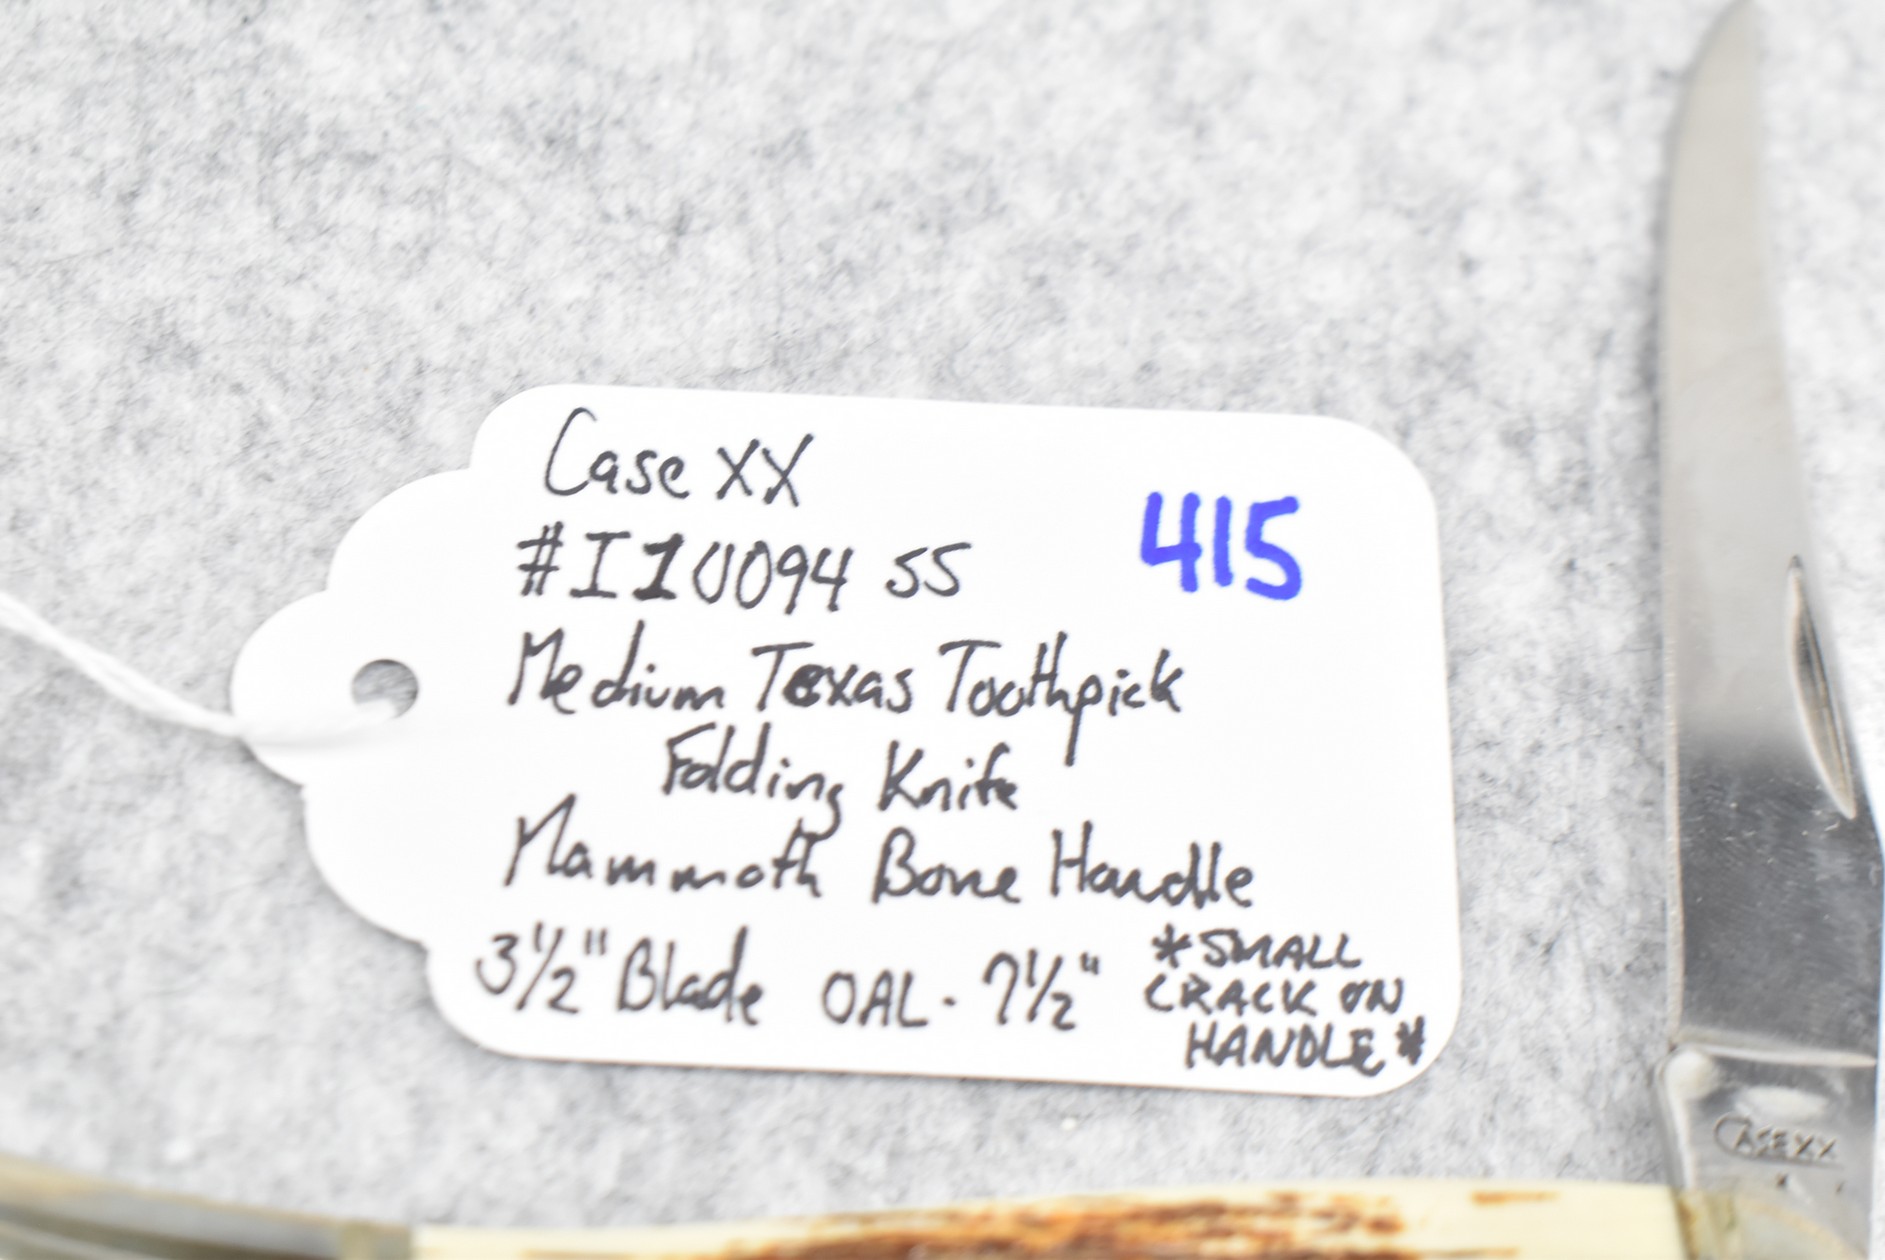 Case XX
#I10094 SS
415
Medium Texas Toothpick
Folding Knife
Mammoth Bone Handle
3½" Blade OAL - 7½"
*SMALL
CRACK ON
HANDLE*
CASE XX